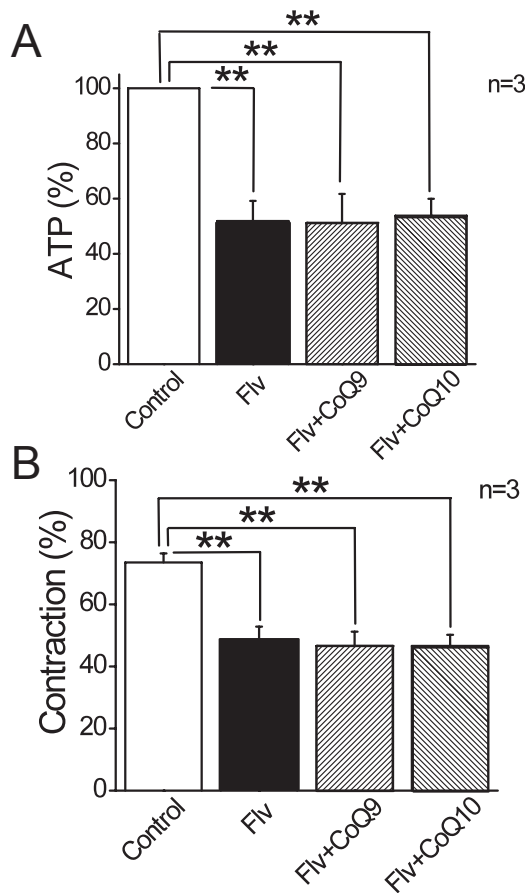 A
**
**
**
n=3
100
80
60
40
20
0
ATP (%)
Control
Flv
Flv+CoQ9
Flv+CoQ10
B
**
**
**
n=3
100
80
60
40
20
0
Contraction (%)
Control
Flv
Flv+CoQ9
Flv+CoQ10